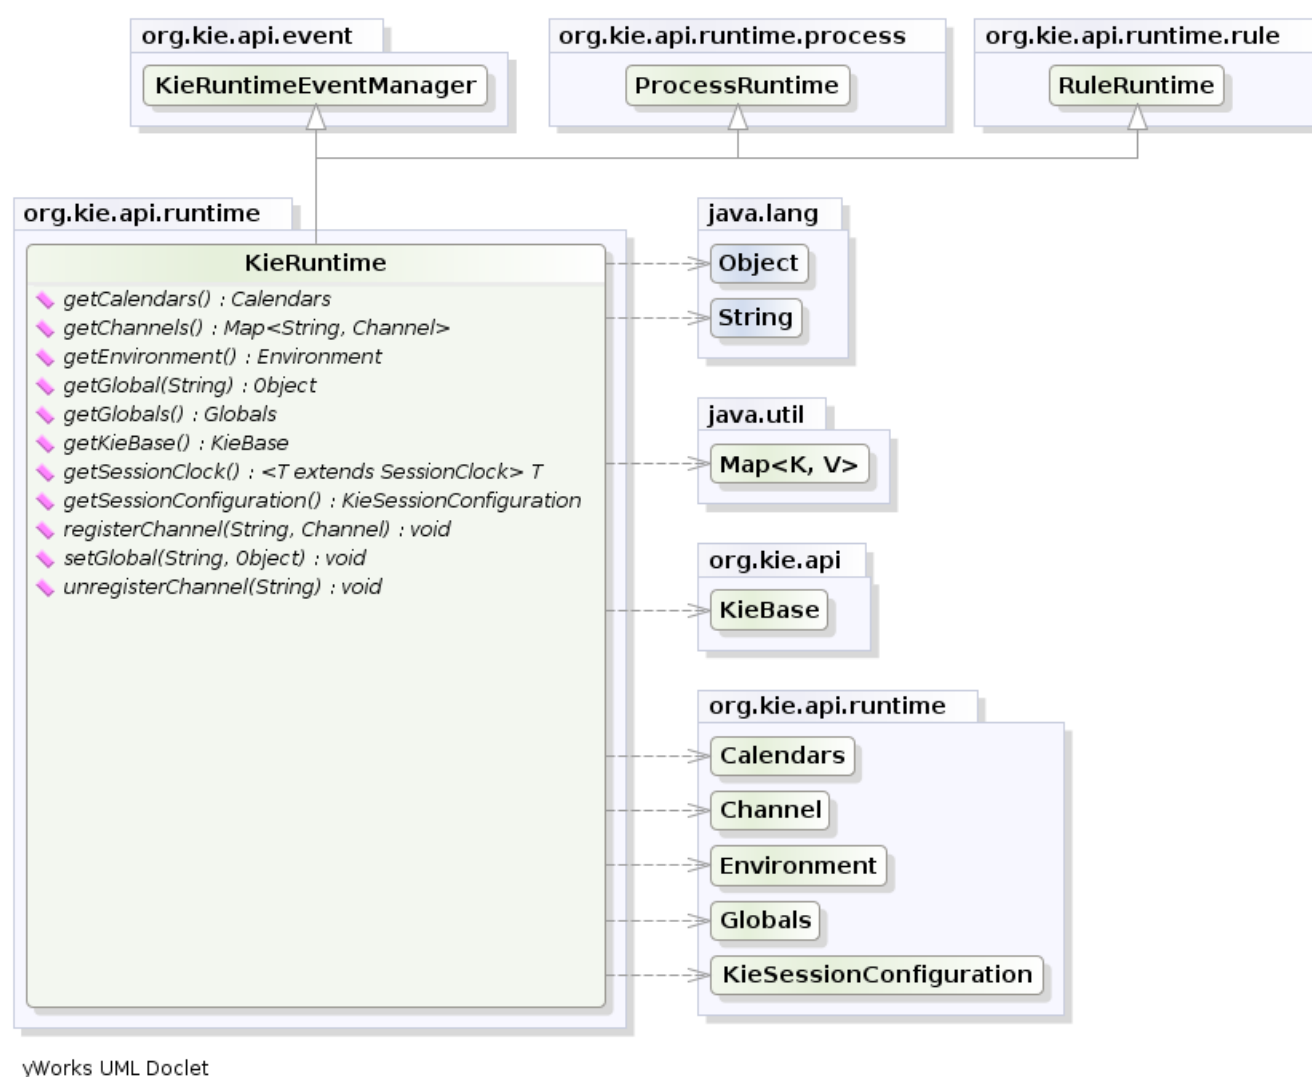 org.kie.api.event
KieRuntimeEventManager
org.kie.api.runtime.process
ProcessRuntime
org.kie.api.runtime.rule
RuleRuntime
org.kie.api.runtime
KieRuntime
getCalendars() : Calendars
getChannels() : Map<String, Channel>
getEnvironment() : Environment
getGlobal(String) : Object
getGlobals() : Globals
getKieBase() : KieBase
getSessionClock() : <T extends SessionClock> T
getSessionConfiguration() : KieSessionConfiguration
registerChannel(String, Channel) : void
setGlobal(String, Object) : void
unregisterChannel(String) : void
java.lang
Object
String
java.util
Map<K, V>
org.kie.api
KieBase
org.kie.api.runtime
Calendars
Channel
Environment
Globals
KieSessionConfiguration
yWorks UML Doclet